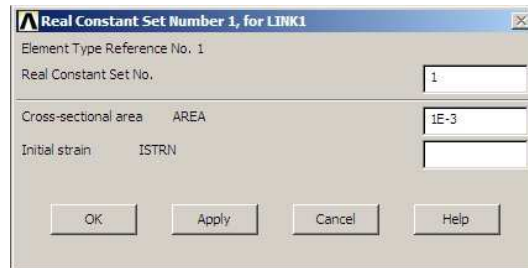 Real Constant Set Number 1, for LINK1
Element Type Reference No. 1
Real Constant Set No. 1
Cross-sectional area AREA 1E-3
Initial strain ISTRN
OK Apply Cancel Help